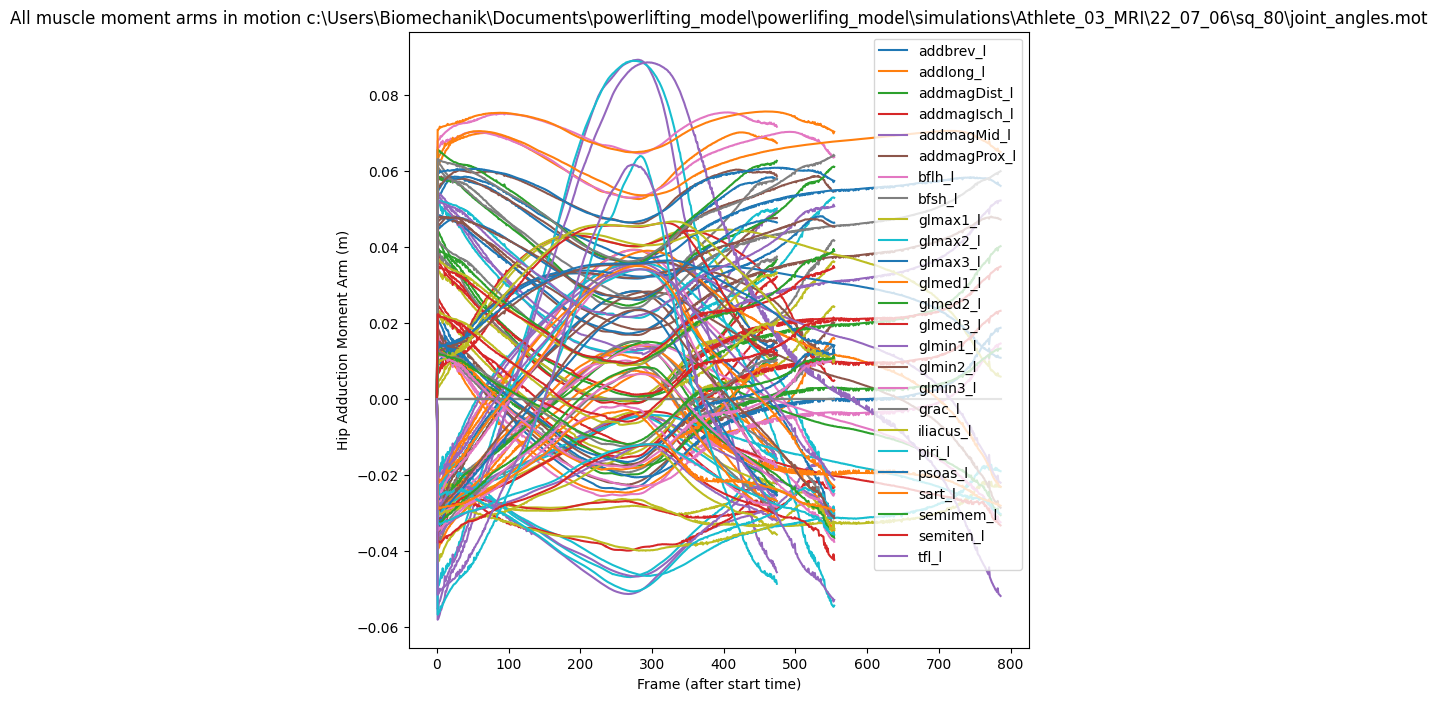 All muscle moment arms in motion c:\Users\Biomechanik\Documents\powerlifting_model\powerlifing_model\simulations\Athlete_03_MRI\22_07_06\sq_80\joint_angles.mot
Hip Adduction Moment Arm (m)
0.08
0.06
0.04
0.02
0.00
−0.02
−0.04
−0.06
0 100 200 300 400 500 600 700 800
Frame (after start time)
addbrev_l
addlong_l
addmagDist_l
addmagIsch_l
addmagMid_l
addmagProx_l
bflh_l
bfsh_l
glmax1_l
glmax2_l
glmax3_l
glmed1_l
glmed2_l
glmed3_l
glmin1_l
glmin2_l
glmin3_l
grac_l
iliacus_l
piri_l
psoas_l
sart_l
semimem_l
semiten_l
tfl_l